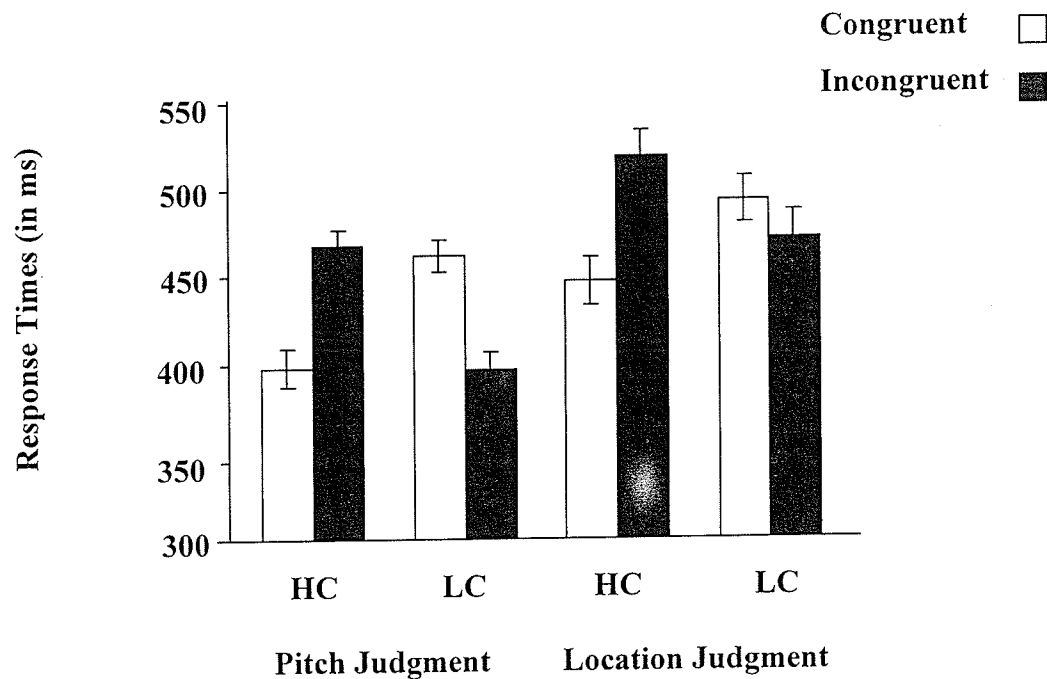 Congruent
Incongruent
Response Times (in ms)
550
500
450
400
350
300
HC LC HC LC
Pitch Judgment Location Judgment